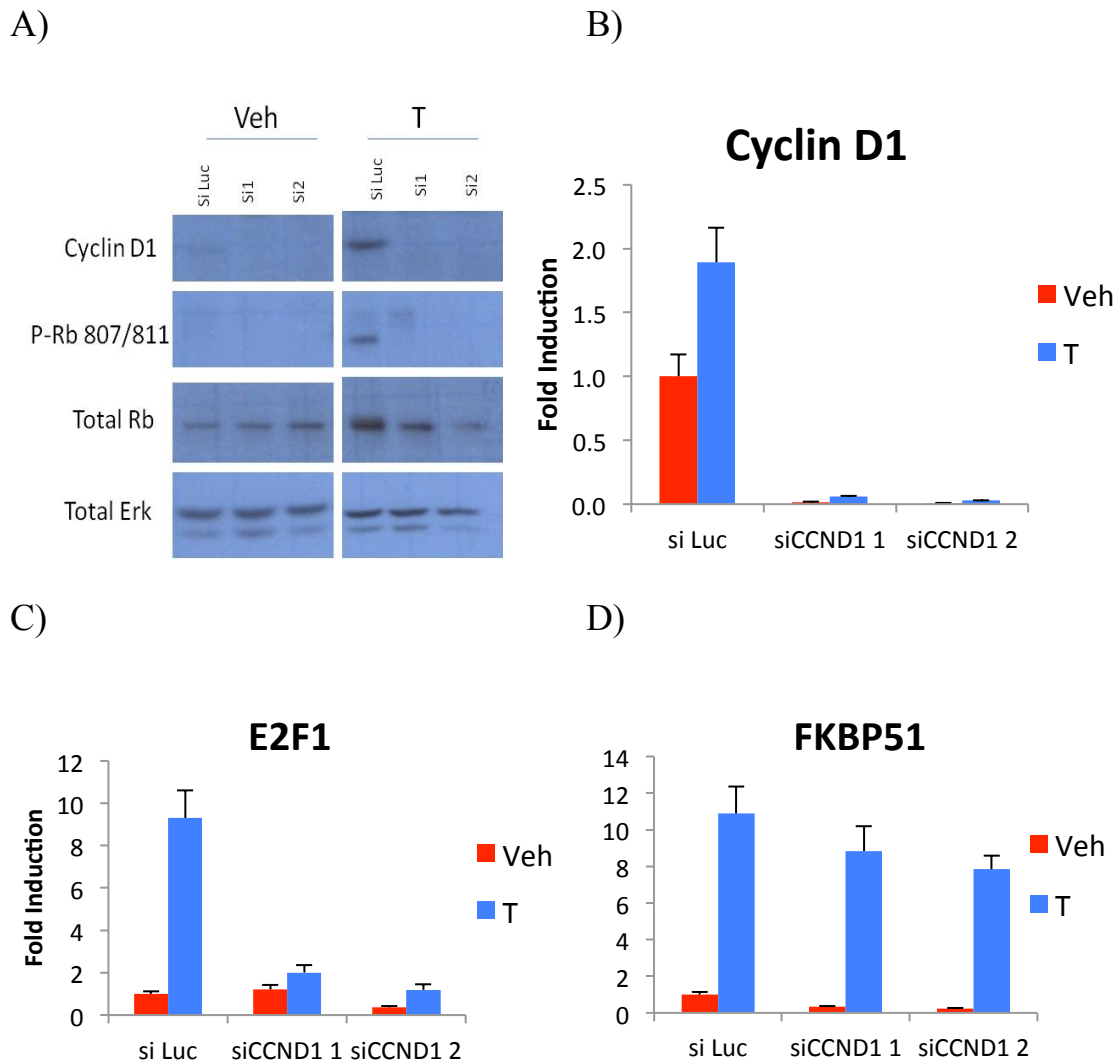 A)
Veh T
Si Luc Si1 Si2 Si Luc Si1 Si2
Cyclin D1
P-Rb 807/811
Total Rb
Total Erk
B)
Cyclin D1
Fold Induction
2.5
2.0
1.5
1.0
0.5
0.0
si Luc siCCND1 1 siCCND1 2
Veh
T
C)
E2F1
Fold Induction
12
10
8
6
4
2
0
si Luc siCCND1 1 siCCND1 2
Veh
T
D)
FKBP51
14
12
10
8
6
4
2
0
si Luc siCCND1 1 siCCND1 2
Veh
T